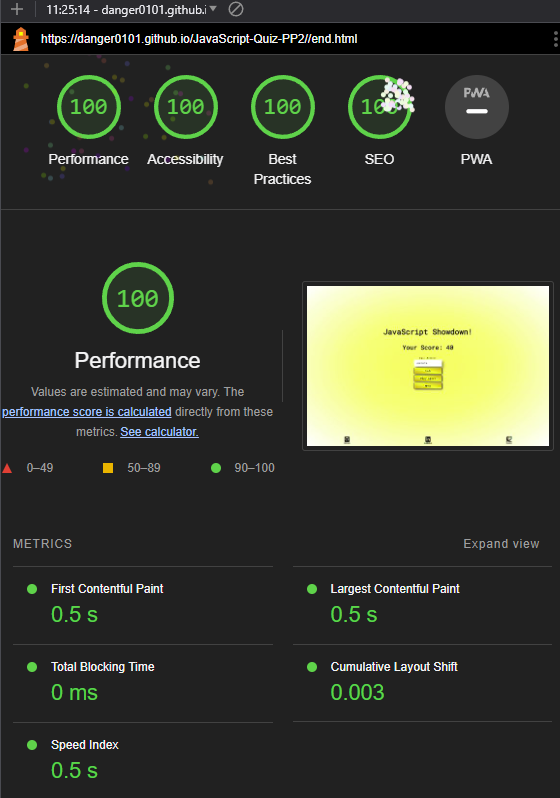 11:25:14 - danger0101.github.i
https://danger0101.github.io/JavaScript-Quiz-PP2//end.html
100 100 100 100 PWA
Performance Accessibility Best Practices SEO PWA
100
Performance
Values are estimated and may vary. The
performance score is calculated directly from these
metrics. See calculator.
0–49 50–89 90–100
JavaScript Showdown!
Your Score: 40
METRICS Expand view
First Contentful Paint Largest Contentful Paint
0.5 s 0.5 s
Total Blocking Time Cumulative Layout Shift
0 ms 0.003
Speed Index
0.5 s